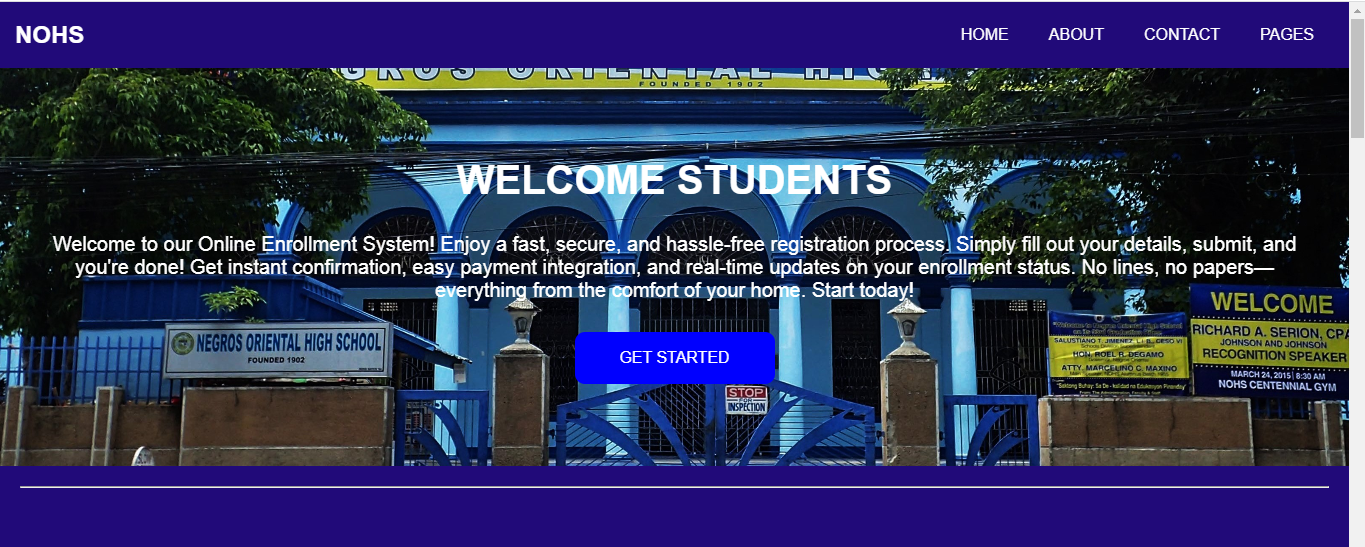 NOHS
HOME ABOUT CONTACT PAGES
GROS ORIENTAL HIG
FOUNDED 1902
WELCOME STUDENTS
Welcome to our Online Enrollment System! Enjoy a fast, secure, and hassle-free registration process. Simply fill out your details, submit, and
you're done! Get instant confirmation, easy payment integration, and real-time updates on your enrollment status. No lines, no papers—
everything from the comfort of your home. Start today!
GET STARTED
NEGROS ORIENTAL HIGH SCHOOL
FOUNDED 1902
STOP
FOR
INSPECTION
SALUSTIANO T. JIMENEZ, L L B, CESO VI
HON. ROEL R. DEGAMO
ATTY. MARCELINO C. MAXINO
WELCOME
RICHARD A. SERION, CPA
JOHNSON AND JOHNSON
RECOGNITION SPEAKER
MARCH 24, 2015 | 8:30 AM
NOHS CENTENNIAL GYM